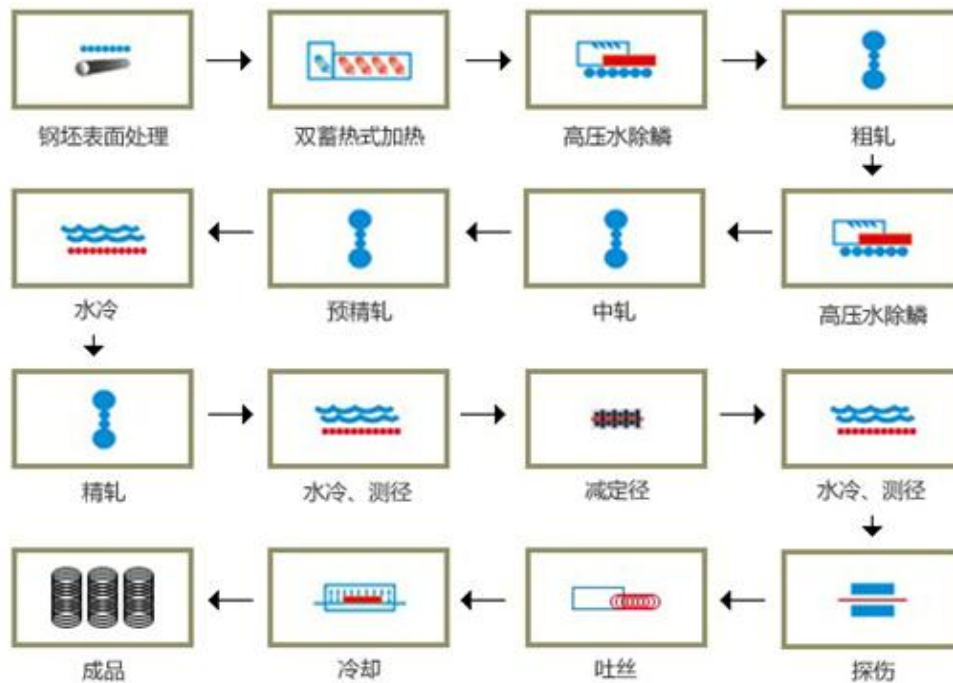 钢坯表面处理
双蓄热式加热
高压水除鳞
粗轧
高压水除鳞
中轧
预精轧
水冷
精轧
水冷、测径
减定径
水冷、测径
探伤
吐丝
冷却
成品